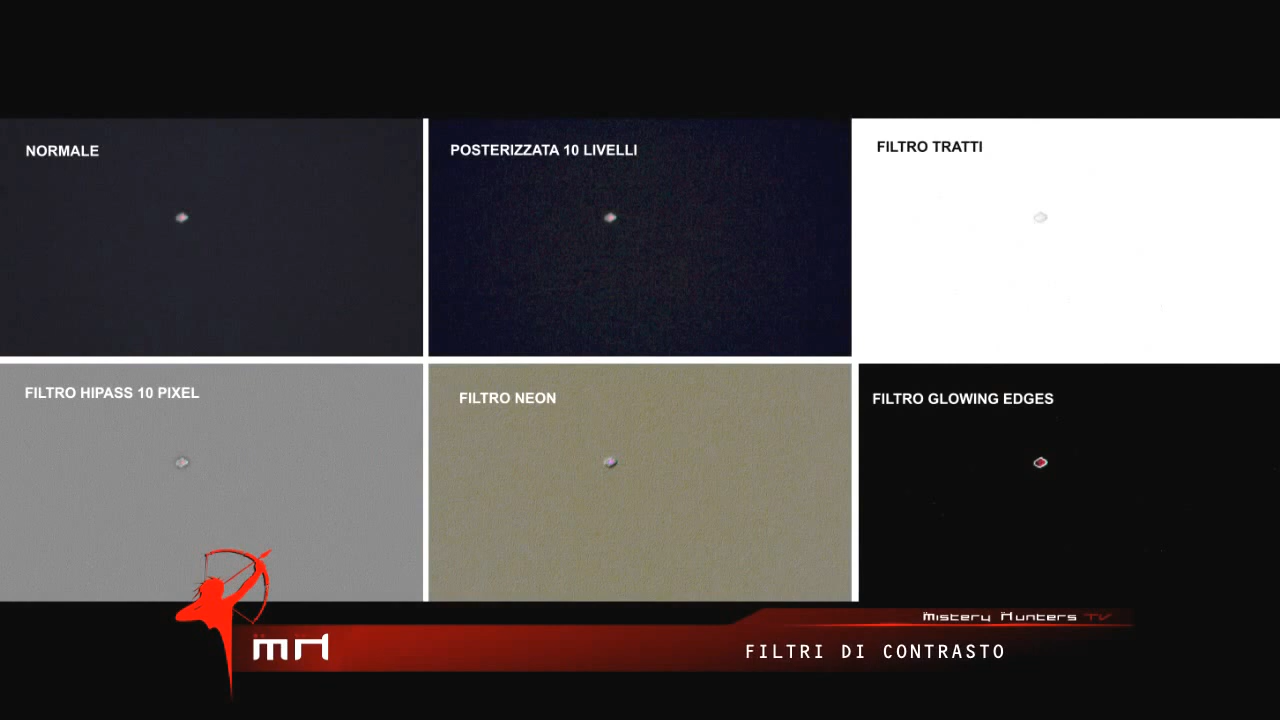 NORMALE
POSTERIZZATA 10 LIVELLI
FILTRO TRATTI
FILTRO HIPASS 10 PIXEL
FILTRO NEON
FILTRO GLOWING EDGES
Mistery Hunters TV
MH
FILTRI DI CONTRASTO